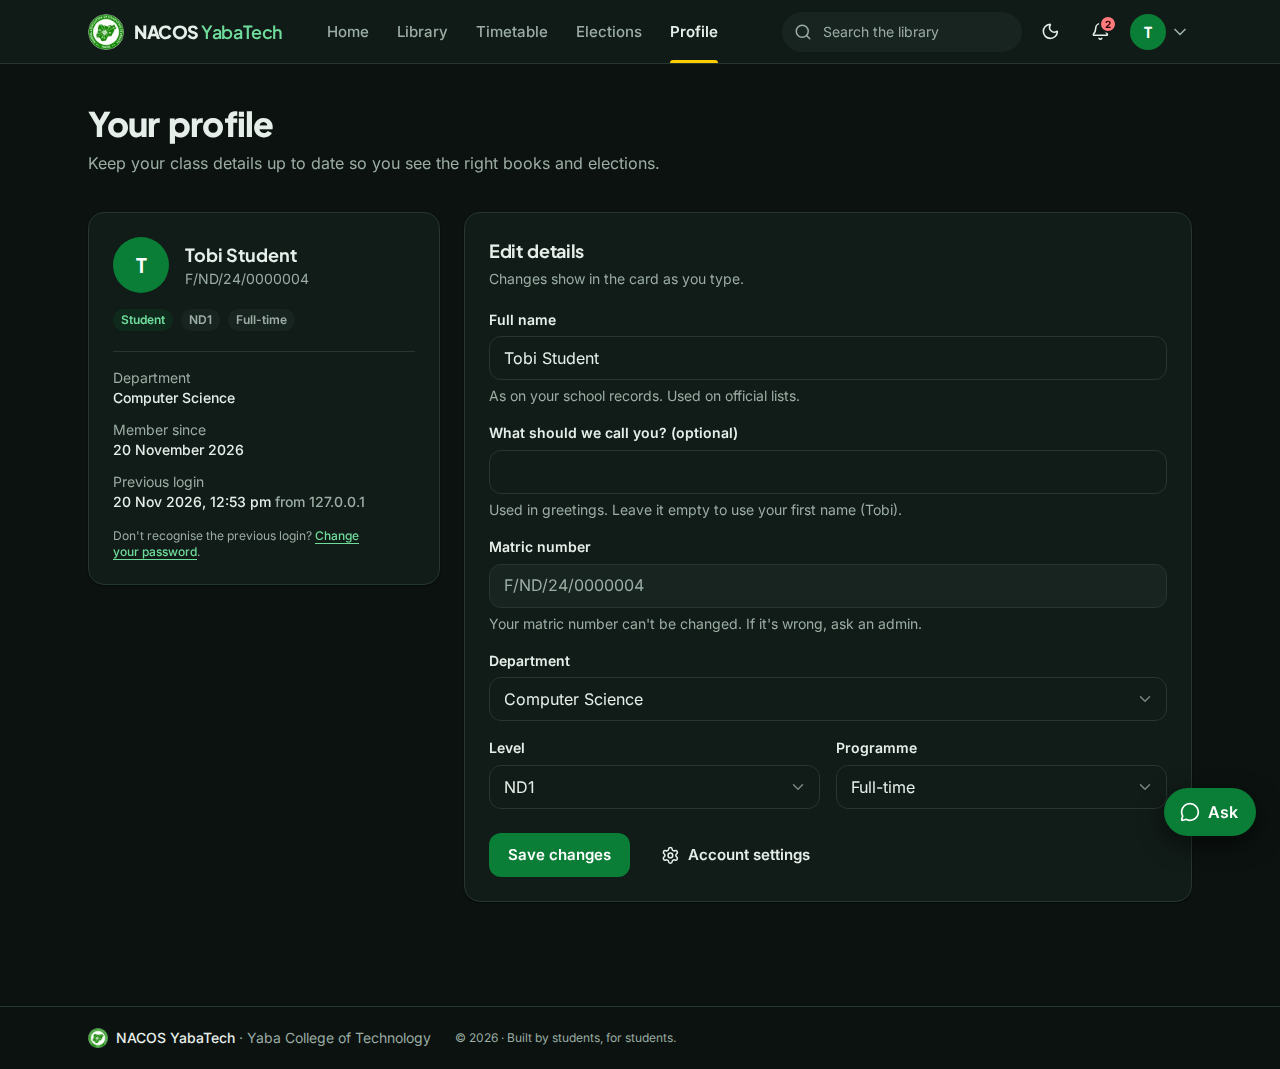 NACOS YabaTech
Home
Library
Timetable
Elections
Profile
Search the library
2
T
Your profile
Keep your class details up to date so you see the right books and elections.
T
Tobi Student
F/ND/24/0000004
Student
ND1
Full-time
Department
Computer Science
Member since
20 November 2026
Previous login
20 Nov 2026, 12:53 pm from 127.0.0.1
Don't recognise the previous login? Change
your password.
Edit details
Changes show in the card as you type.
Full name
Tobi Student
As on your school records. Used on official lists.
What should we call you? (optional)
Used in greetings. Leave it empty to use your first name (Tobi).
Matric number
F/ND/24/0000004
Your matric number can't be changed. If it's wrong, ask an admin.
Department
Computer Science
Level
Programme
ND1
Full-time
Ask
Save changes
Account settings
NACOS YabaTech · Yaba College of Technology
© 2026 · Built by students, for students.